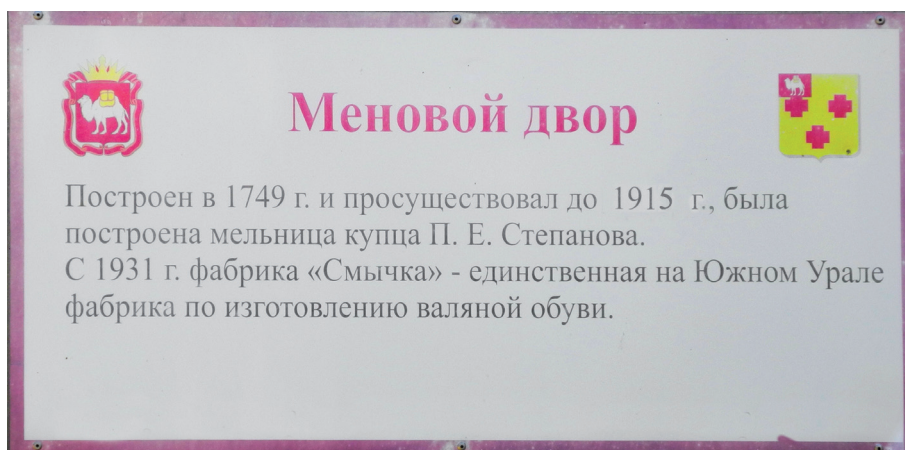 Меновой двор
Построен в 1749 г. и просуществовал до 1915 г., была
построена мельница купца П. Е. Степанова.
С 1931 г. фабрика «Смычка» - единственная на Южном Урале
фабрика по изготовлению валяной обуви.